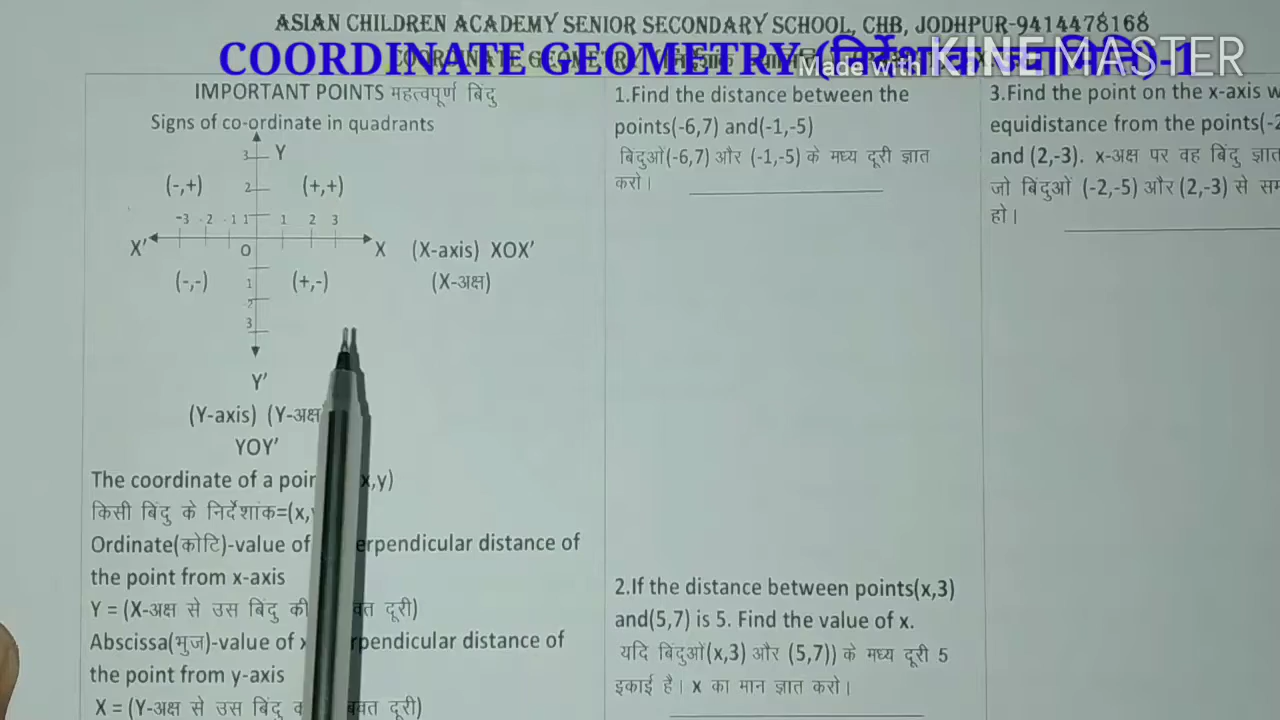 ASIAN CHILDREN ACADEMY SENIOR SECONDARY SCHOOL, CHB, JODHPUR-9414478168
COORDINATE GEOMETRY (निर्देशांक ज्यामिति)-1
Made with KINEMASTER
IMPORTANT POINTS महत्वपूर्ण बिंदु
Signs of co-ordinate in quadrants
3 Y
(-,+) 2 (+,+)
-3 -2 -1 1 1 2 3
X' O X (X-axis) XOX'
(-,-) 1 (+,-) (X-अक्ष)
2
3
Y'
(Y-axis) (Y-अक्ष
YOY'
The coordinate of a poin x,y)
किसी बिंदु के निर्देशांक=(x,
Ordinate(कोटि)-value of erpendicular distance of
the point from x-axis
Y = (X-अक्ष से उस बिंदु की वत दूरी)
Abscissa(भुज)-value of x rpendicular distance of
the point from y-axis
X = (Y-अक्ष से उस बिंदु वत दूरी)
1.Find the distance between the
points(-6,7) and(-1,-5)
बिदुओं(-6,7) और (-1,-5) के मध्य दूरी ज्ञात
करो।
2.If the distance between points(x,3)
and(5,7) is 5. Find the value of x.
यदि बिंदुओं(x,3) और (5,7)) के मध्य दूरी 5
इकाई है। x का मान ज्ञात करो।
3.Find the point on the x-axis w
equidistance from the points(-2
and (2,-3). x-अक्ष पर वह बिंदु ज्ञात
जो बिंदुओं (-2,-5) और (2,-3) से सम
हो।